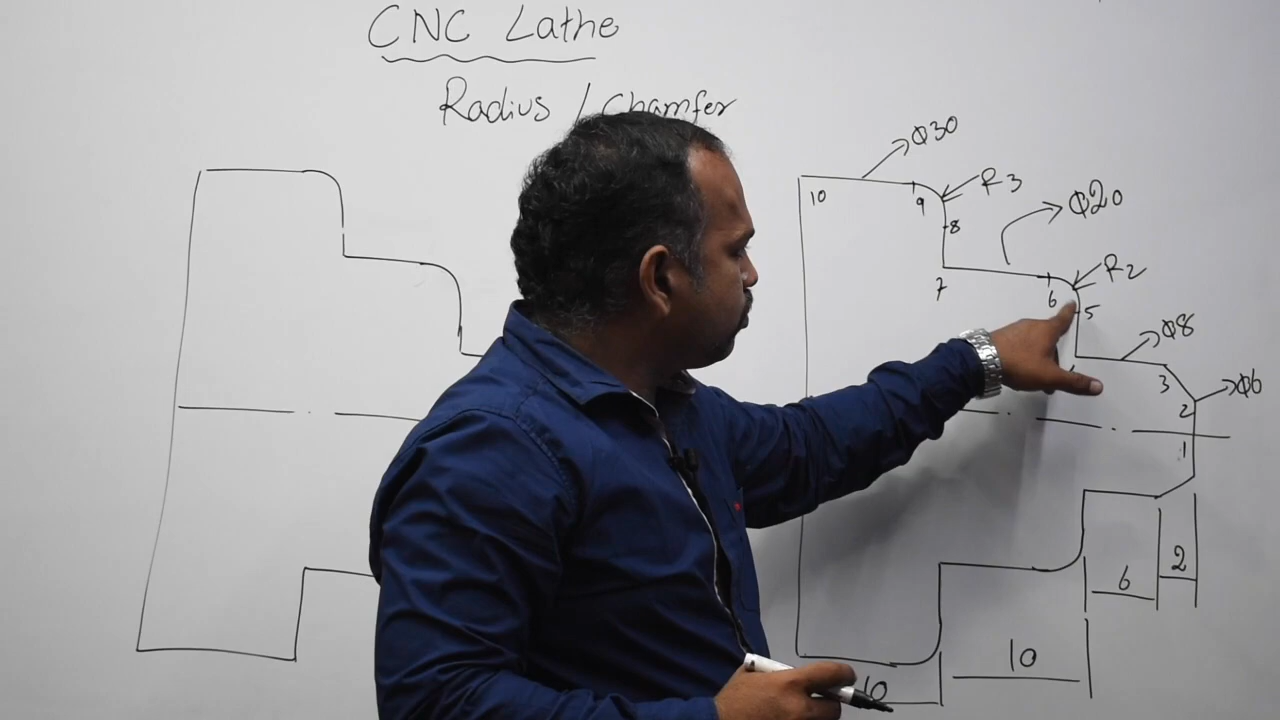 CNC Lathe
Radius / Chamfer
Φ30
R3
10
9
Φ20
8
R2
7
6
5
Φ8
3
Φ6
2
1
6
2
10
10